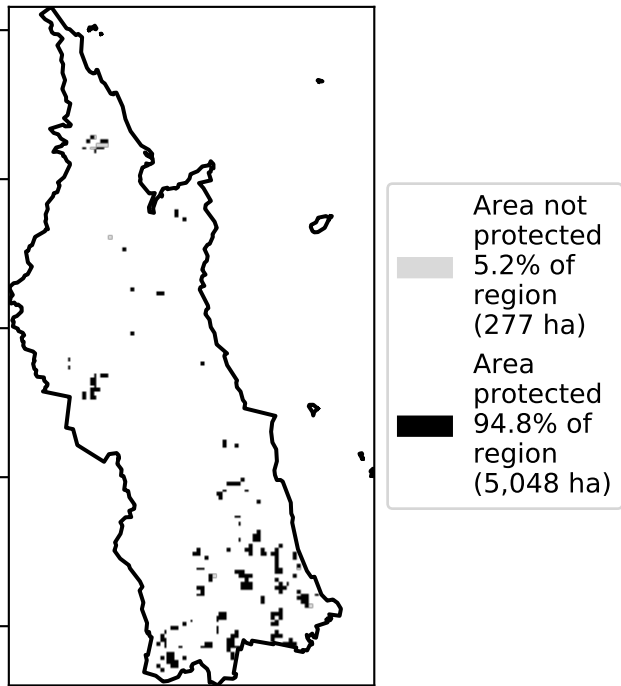 Area not
protected
5.2% of
region
(277 ha)
Area
protected
94.8% of
region
(5,048 ha)